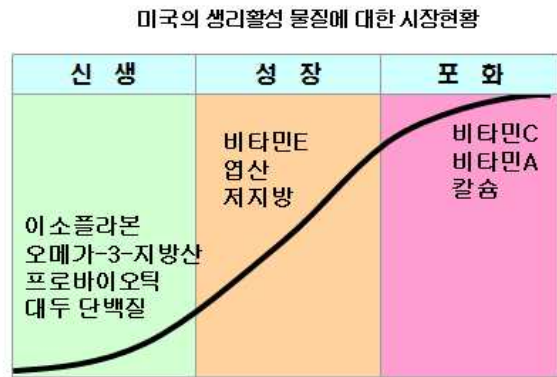 미국의 생리활성 물질에 대한 시장현황
신 생
성 장
포 화
이소플라본
오메가-3-지방산
프로바이오틱
대두 단백질
비타민E
엽산
저지방
비타민C
비타민A
칼슘